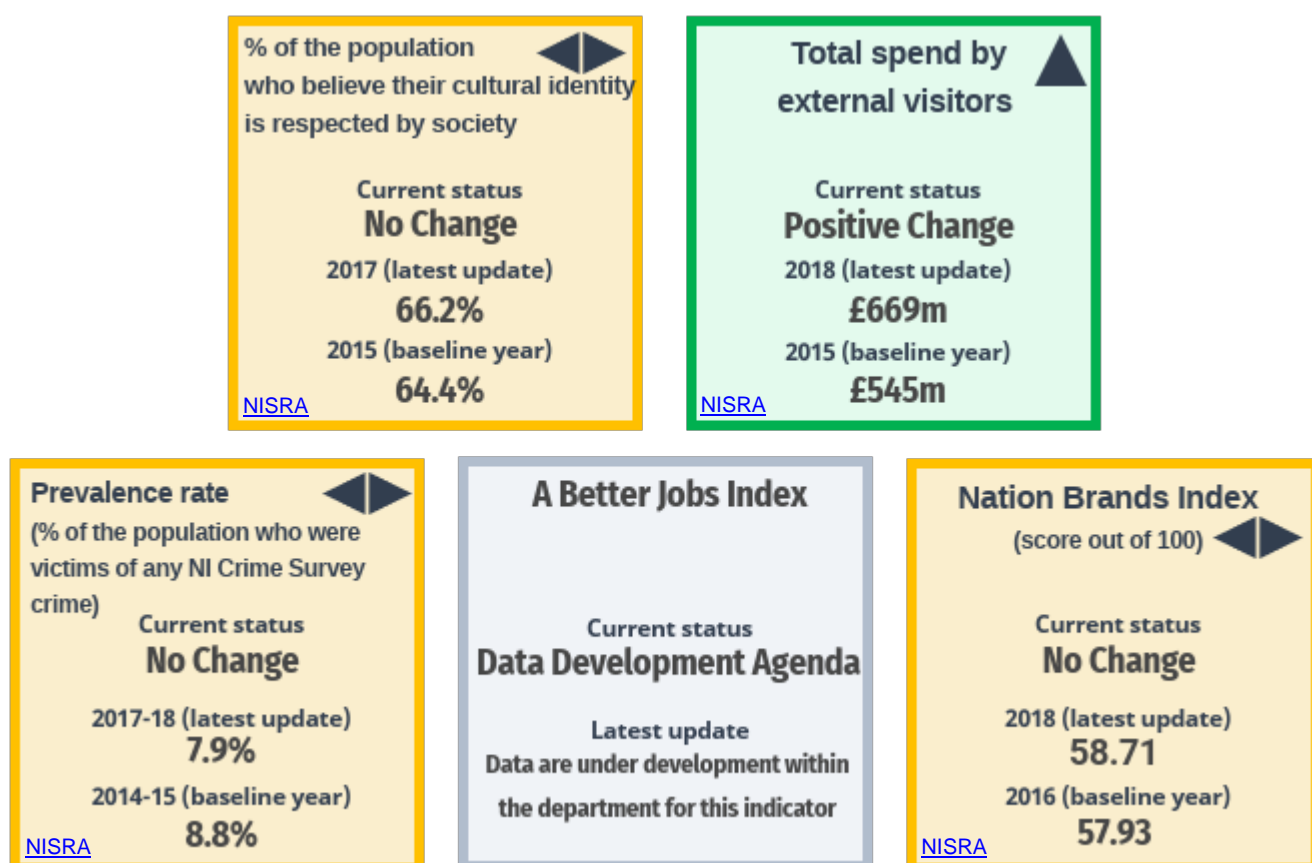 % of the population
who believe their cultural identity
is respected by society
Current status
No Change
2017 (latest update)
66.2%
2015 (baseline year)
64.4%
NISRA
Total spend by
external visitors
Current status
Positive Change
2018 (latest update)
£669m
2015 (baseline year)
£545m
NISRA
Prevalence rate
(% of the population who were
victims of any NI Crime Survey
crime)
Current status
No Change
2017-18 (latest update)
7.9%
2014-15 (baseline year)
8.8%
NISRA
A Better Jobs Index
Current status
Data Development Agenda
Latest update
Data are under development within
the department for this indicator
Nation Brands Index
(score out of 100)
Current status
No Change
2018 (latest update)
58.71
2016 (baseline year)
57.93
NISRA